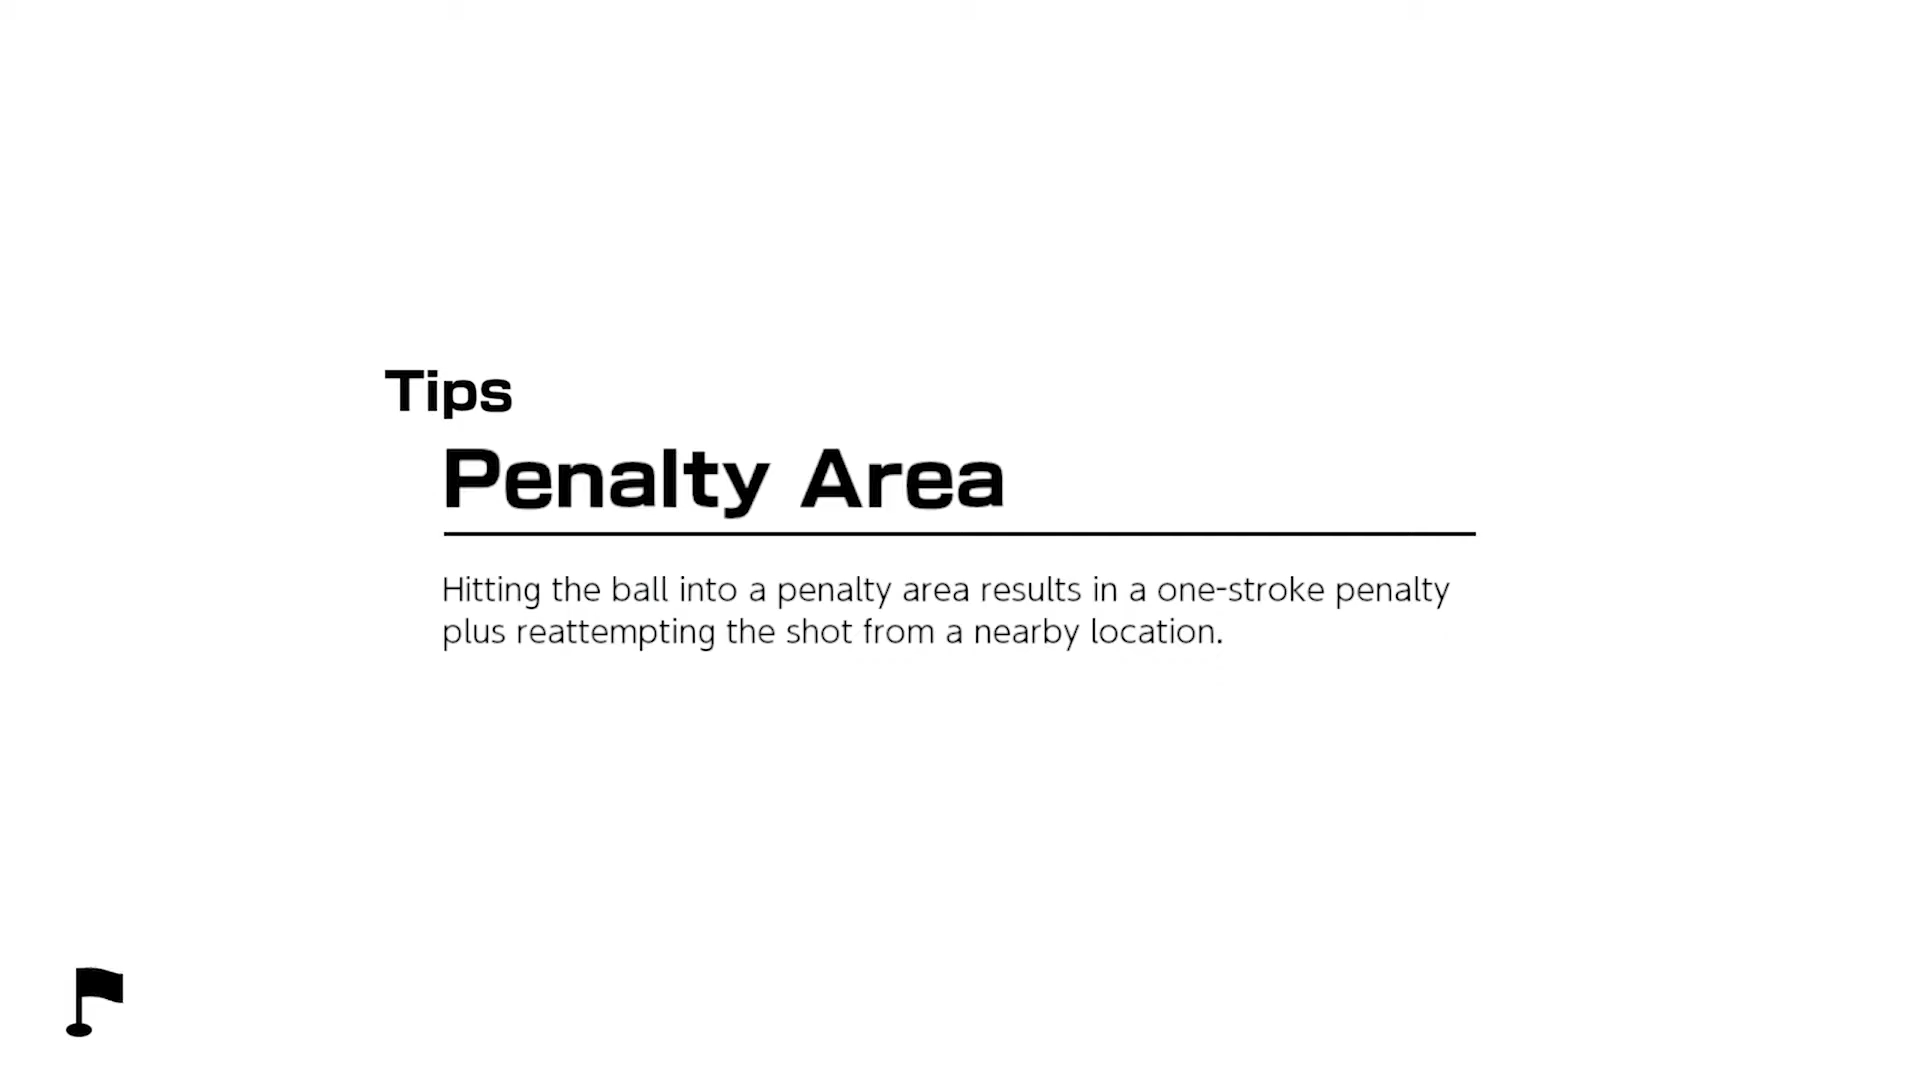 Tips
Penalty Area
Hitting the ball into a penalty area results in a one-stroke penalty
plus reattempting the shot from a nearby location.